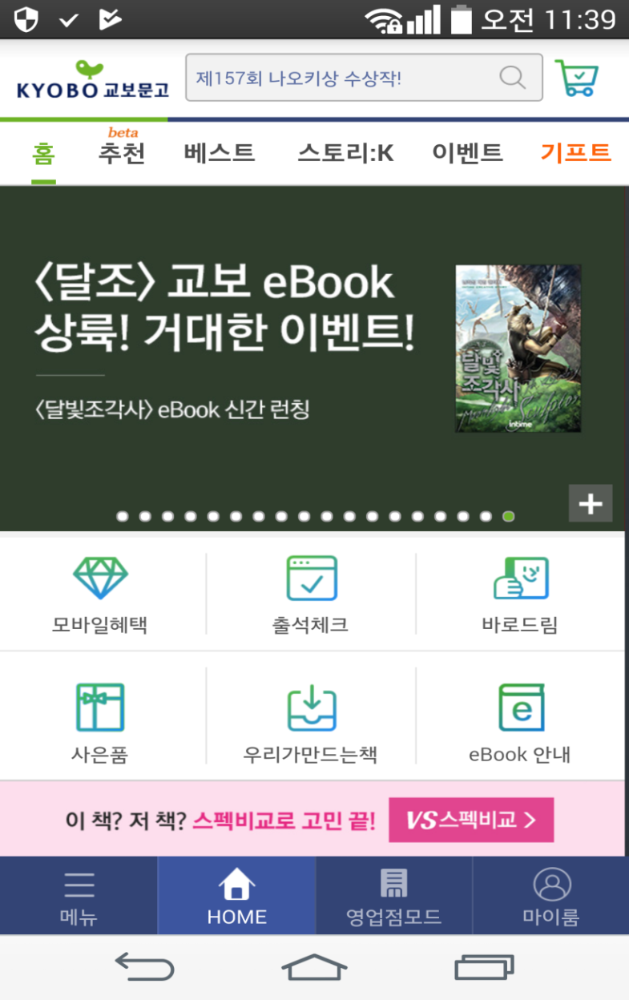 오전 11:39
KYOBO 교보문고
제157회 나오키상 수상작!
beta
홈 추천 베스트 스토리:K 이벤트 기프트
〈달조〉 교보 eBook
상륙! 거대한 이벤트!
〈달빛조각사〉 eBook 신간 런칭
달빛
조각사
Moonlight Sculptor
intime
모바일혜택 출석체크 바로드림
사은품 우리가만드는책 eBook 안내
이 책? 저 책? 스펙비교로 고민 끝! VS스펙비교 >
메뉴 HOME 영업점모드 마이룸